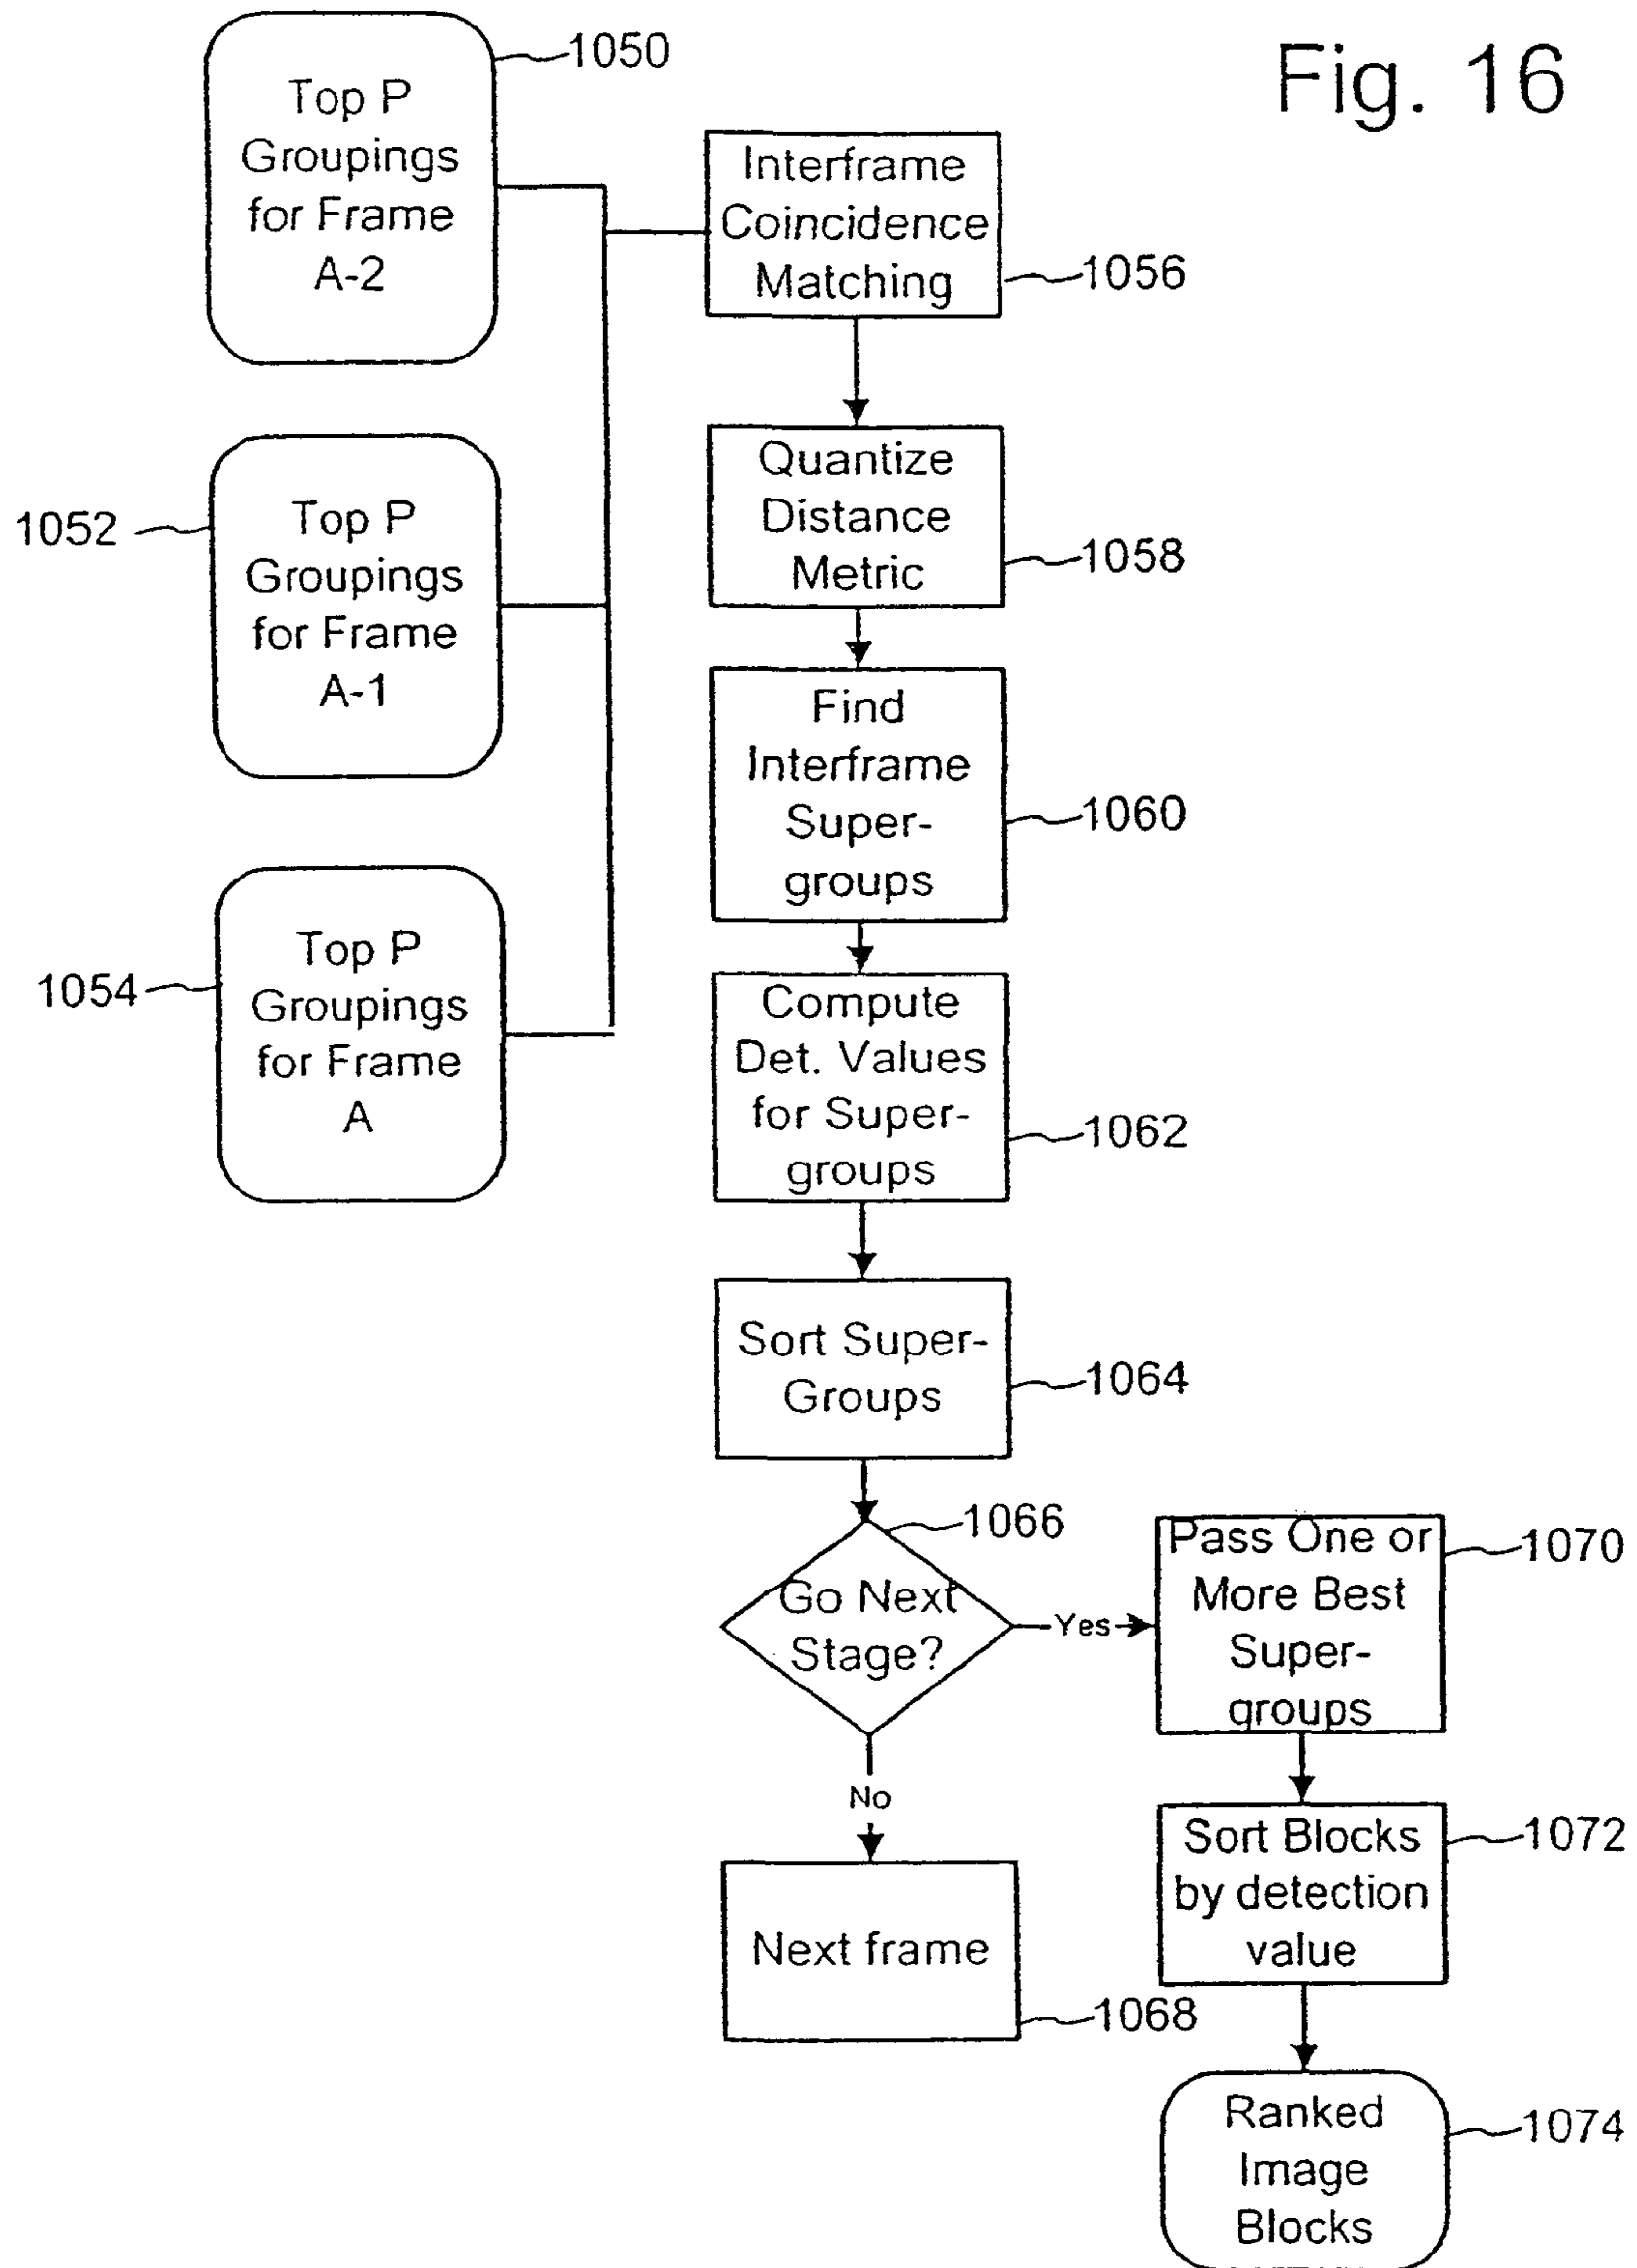 Fig. 16
1050
Top P
Groupings
for Frame
A-2
1052
Top P
Groupings
for Frame
A-1
1054
Top P
Groupings
for Frame
A
Interframe
Coincidence
Matching
1056
Quantize
Distance
Metric
1058
Find
Interframe
Super-
groups
1060
Compute
Det. Values
for Super-
groups
1062
Sort Super-
Groups
1064
1066
Go Next
Stage?
Yes
No
Next frame
1068
Pass One or
More Best
Super-
groups
1070
Sort Blocks
by detection
value
1072
Ranked
Image
Blocks
1074